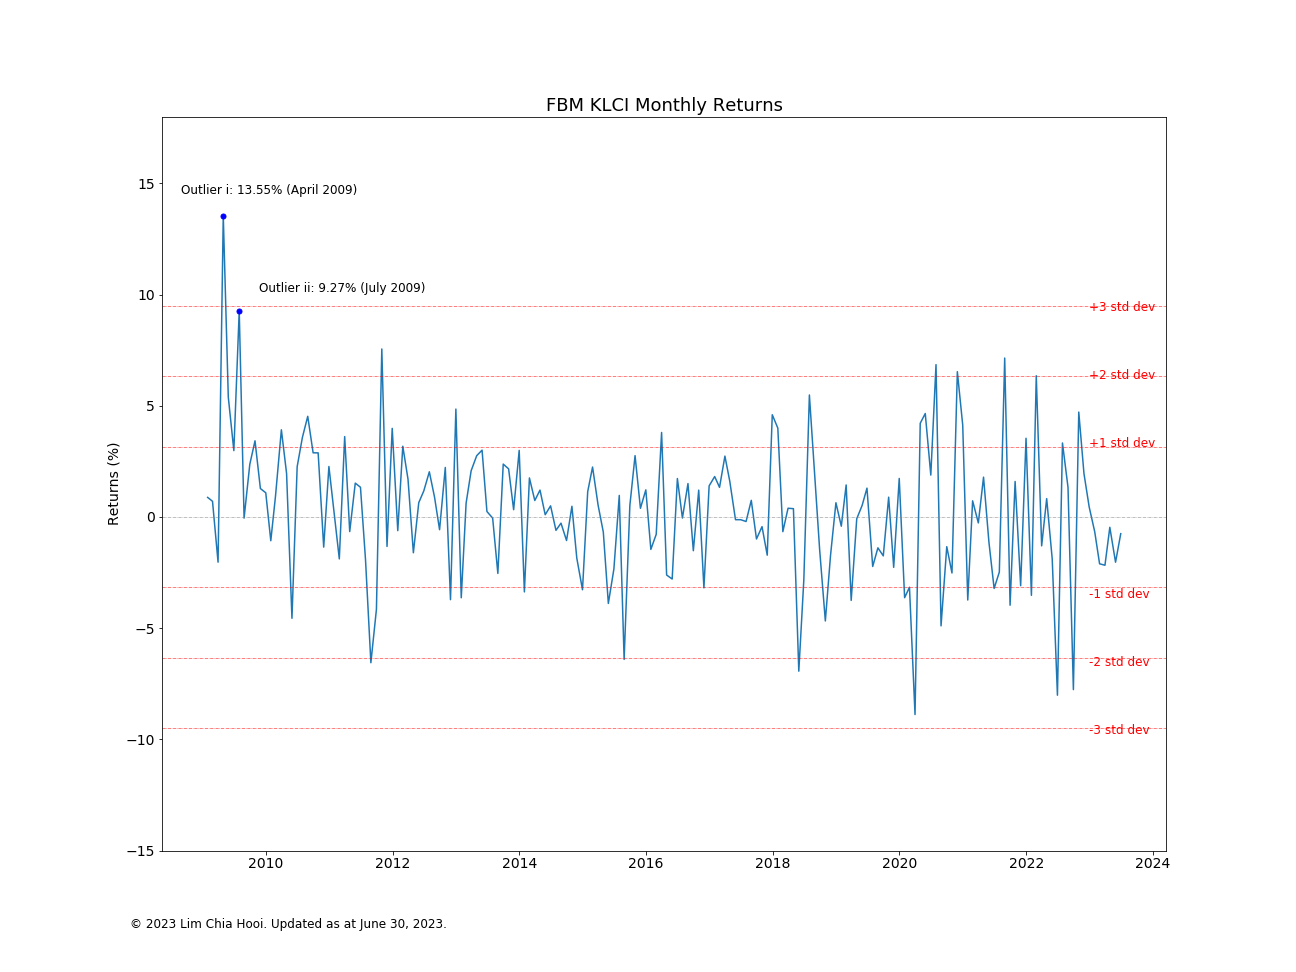 FBM KLCI Monthly Returns
15
Outlier i: 13.55% (April 2009)
Outlier ii: 9.27% (July 2009)
10
+3 std dev
+2 std dev
5
+1 std dev
Returns (%)
0
-1 std dev
−5
-2 std dev
-3 std dev
−10
−15
2010 2012 2014 2016 2018 2020 2022 2024
© 2023 Lim Chia Hooi. Updated as at June 30, 2023.